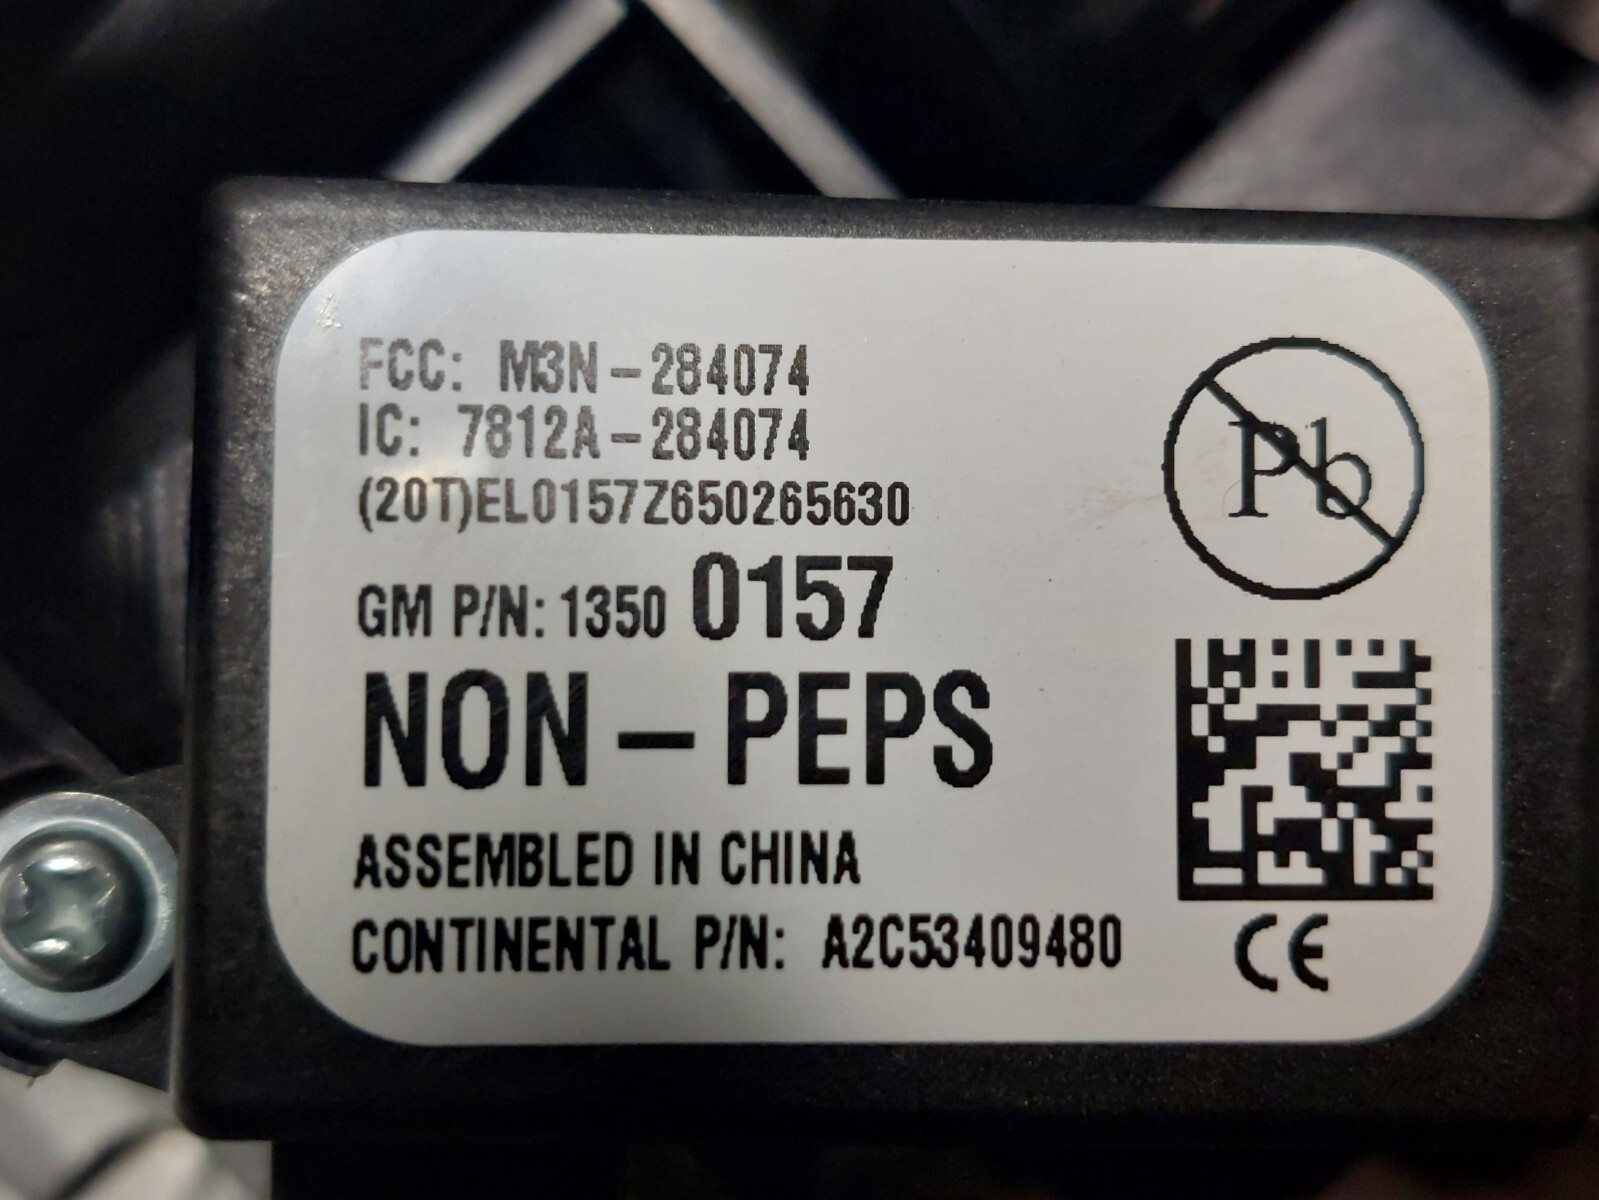 FCC: M3N-284074
IC: 7812A-284074
(20T)EL0157Z650265630
GM P/N: 1350 0157
NON-PEPS
ASSEMBLED IN CHINA
CONTINENTAL P/N: A2C53409480
Pb
CE